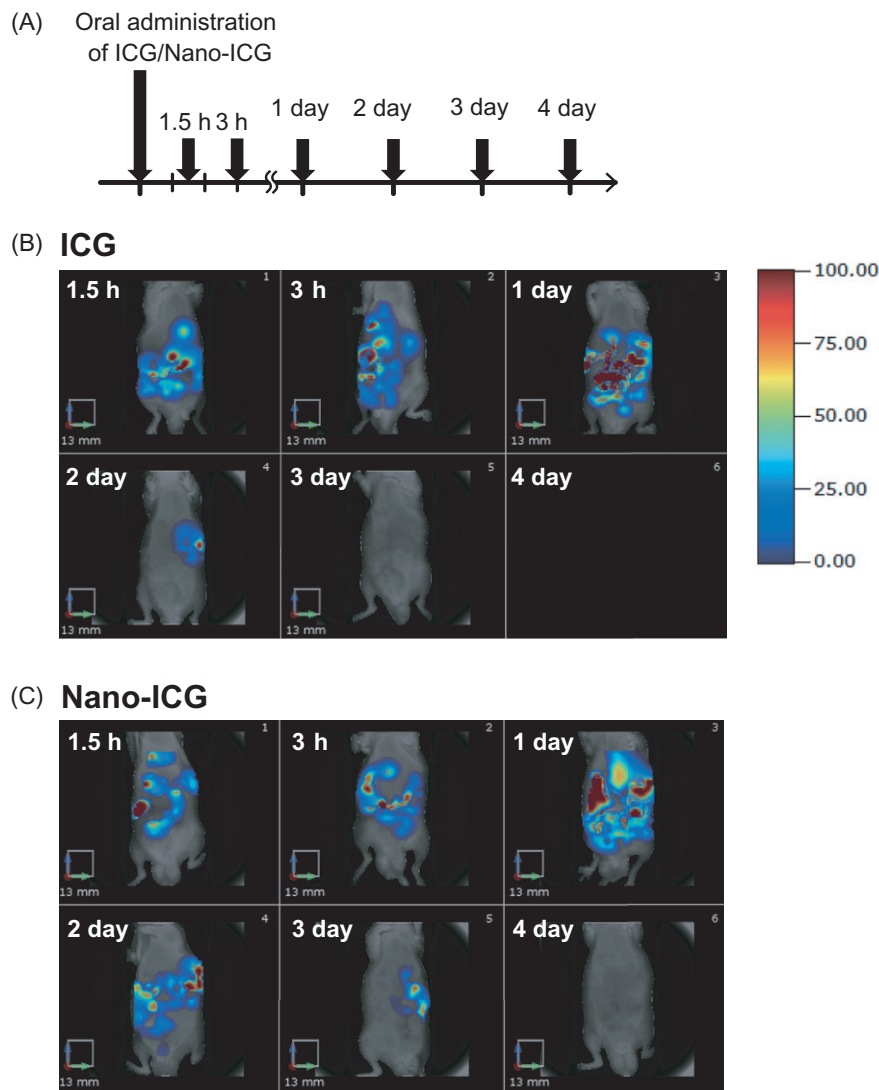 (A) Oral administration
of ICG/Nano-ICG
1.5 h 3 h 1 day 2 day 3 day 4 day
(B) ICG
1.5 h 1 3 h 2 1 day 3
13 mm 13 mm 13 mm
2 day 4 3 day 5 4 day 6
13 mm 13 mm
100.00
75.00
50.00
25.00
0.00
(C) Nano-ICG
1.5 h 1 3 h 2 1 day 3
13 mm 13 mm 13 mm
2 day 4 3 day 5 4 day 6
13 mm 13 mm 13 mm